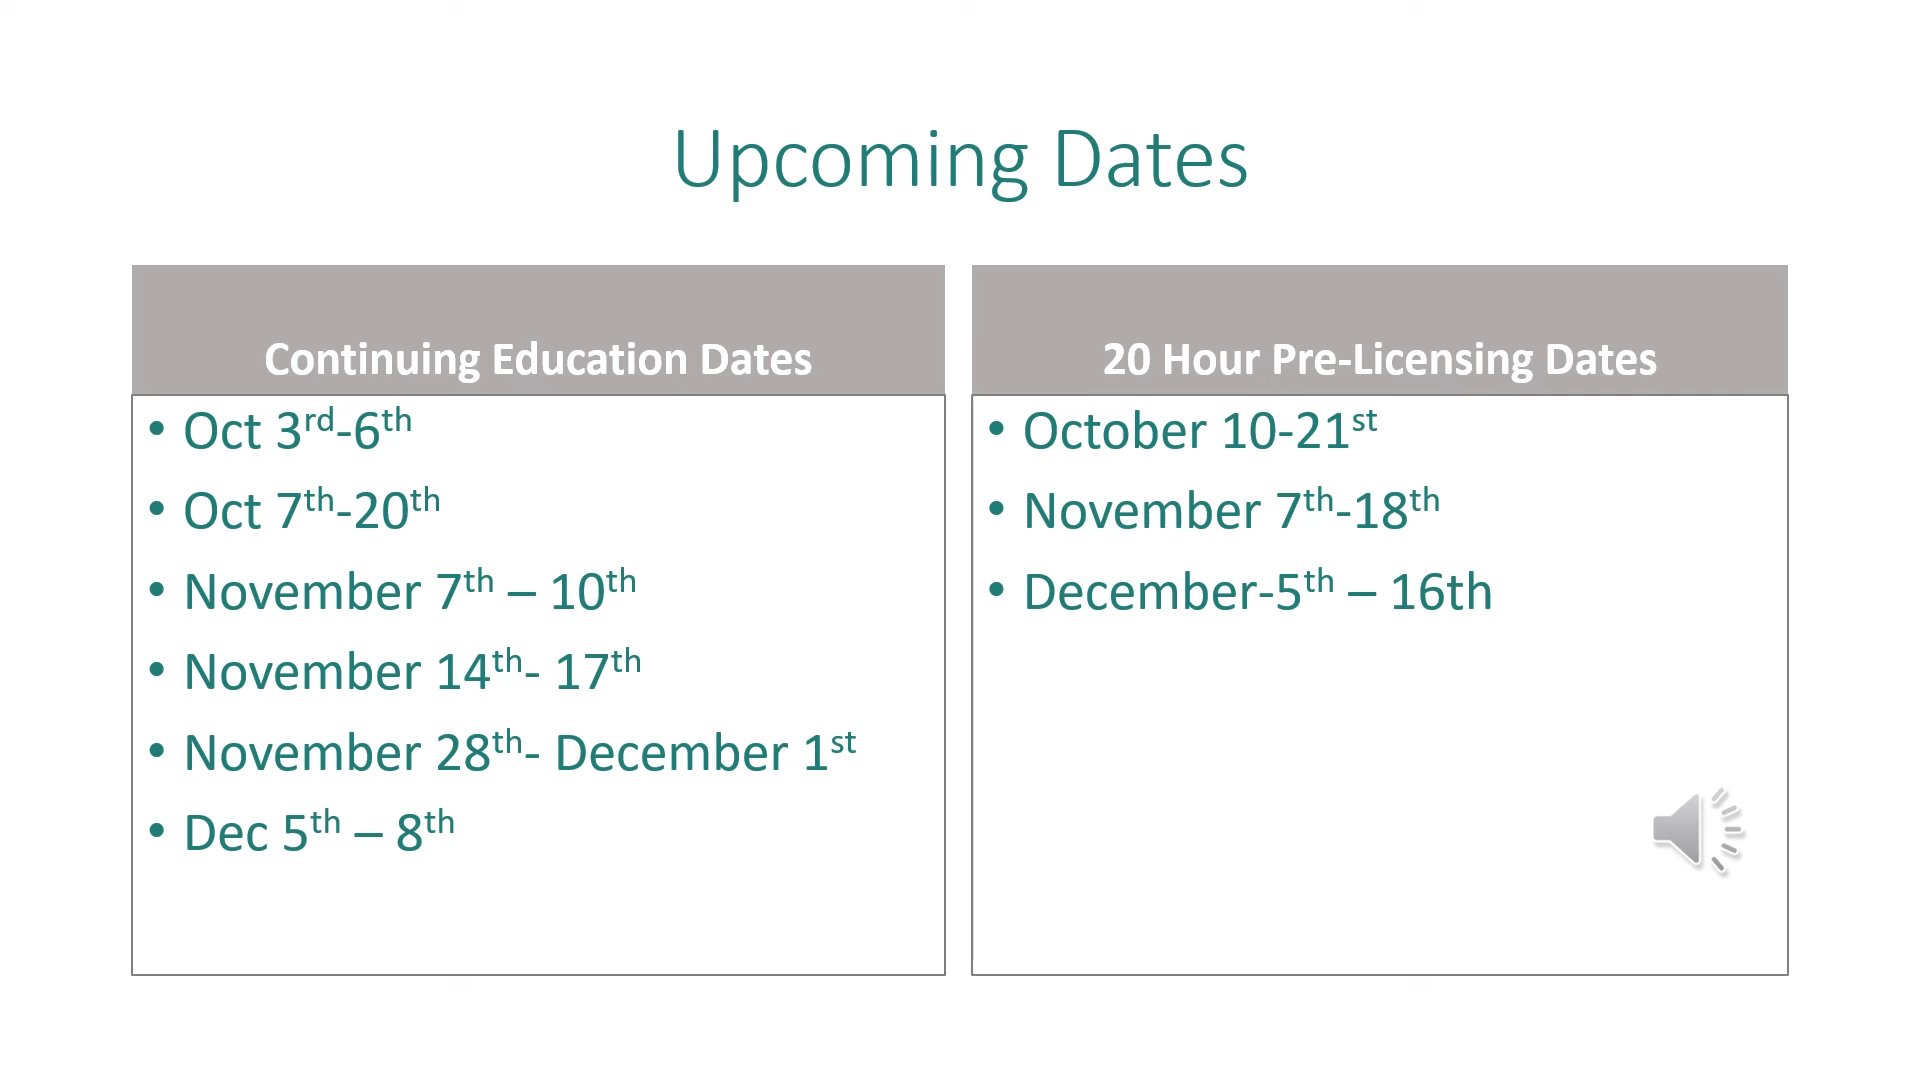 Upcoming Dates
Continuing Education Dates
• Oct 3rd-6th
• Oct 7th-20th
• November 7th – 10th
• November 14th- 17th
• November 28th- December 1st
• Dec 5th – 8th
20 Hour Pre-Licensing Dates
• October 10-21st
• November 7th-18th
• December-5th – 16th